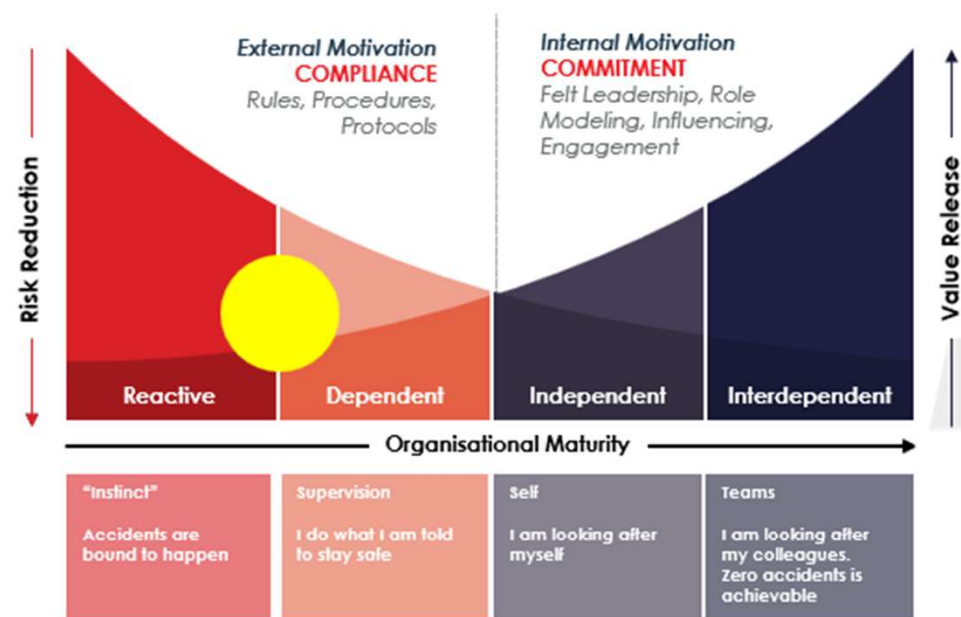 External Motivation
COMPLIANCE
Rules, Procedures,
Protocols
Internal Motivation
COMMITMENT
Felt Leadership, Role
Modeling, Influencing,
Engagement
Risk Reduction
Value Release
Reactive
Dependent
Independent
Interdependent
Organisational Maturity
“Instinct”
Accidents are
bound to happen
Supervision
I do what I am told
to stay safe
Self
I am looking after
myself
Teams
I am looking after
my colleagues.
Zero accidents is
achievable